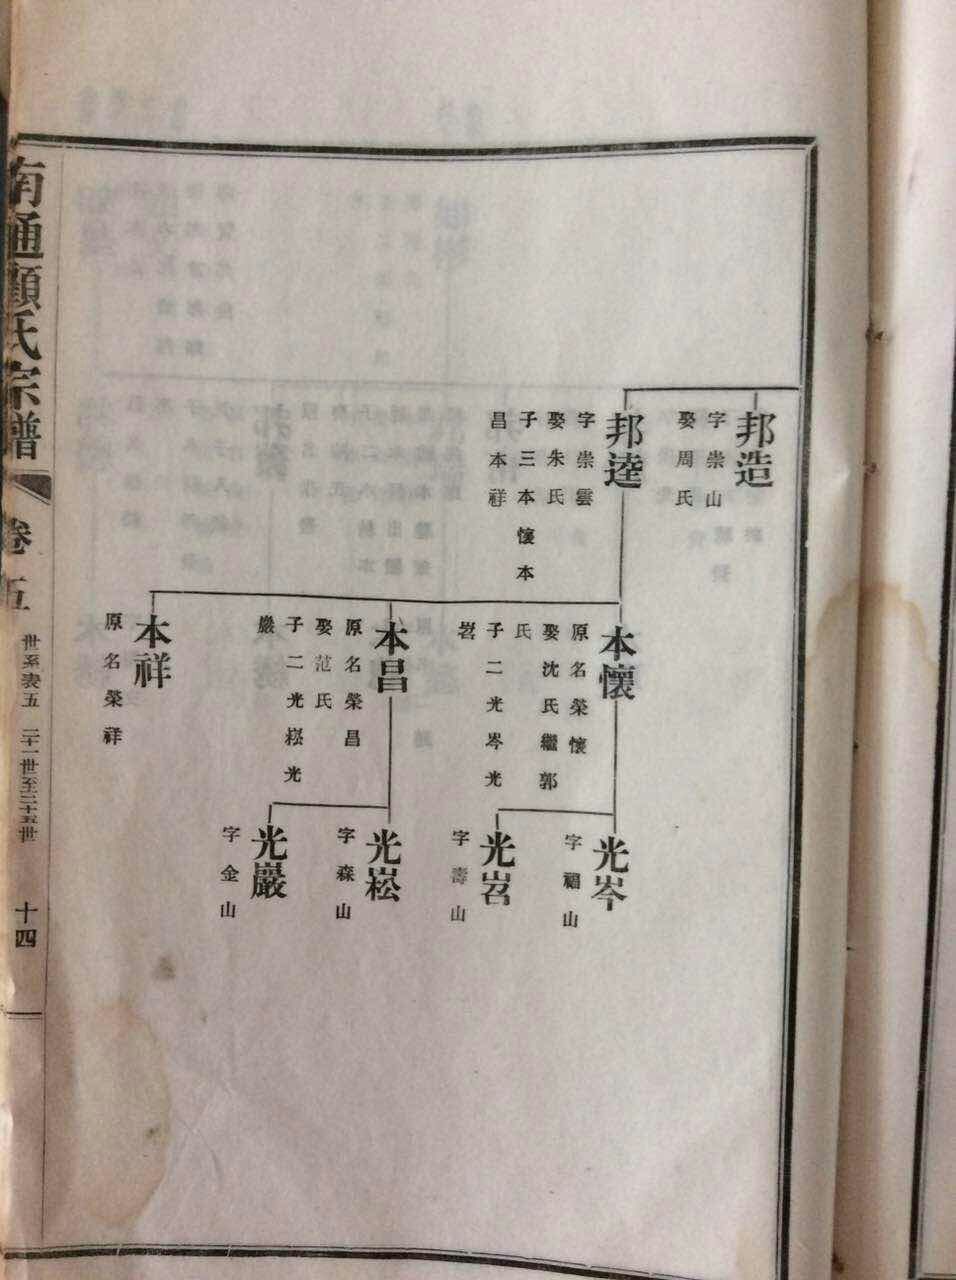 邦造
字崇山
娶周氏
邦逵
字崇雲
娶朱氏
子三本懷本
昌本祥
本懷
原名榮懷
娶沈氏繼郭
氏
子二光岑光
岩
本昌
原名榮昌
娶范氏
子二光崧光
巖
本祥
原名榮祥
光岑
字福山
光岩
字壽山
光崧
字森山
光巖
字金山
南通顧氏宗譜
卷五
世系表五
二十一世至二十五世
十四